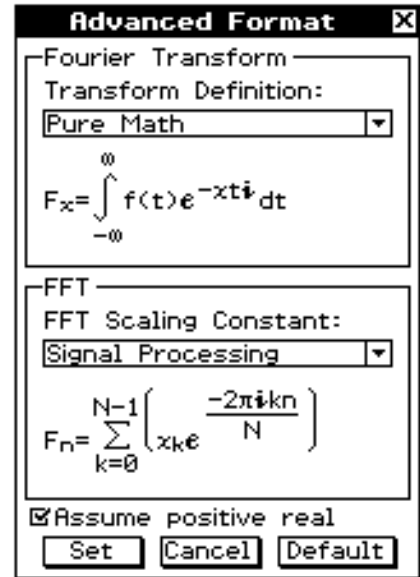 Advanced Format
Fourier Transform
Transform Definition:
Pure Math
Fx=∫_{-∞}^{∞} f(t)e^{-xti}dt
FFT
FFT Scaling Constant:
Signal Processing
Fn=∑_{k=0}^{N-1}(xₖe^{\frac{-2πikn}{N}})
Assume positive real
Set Cancel Default